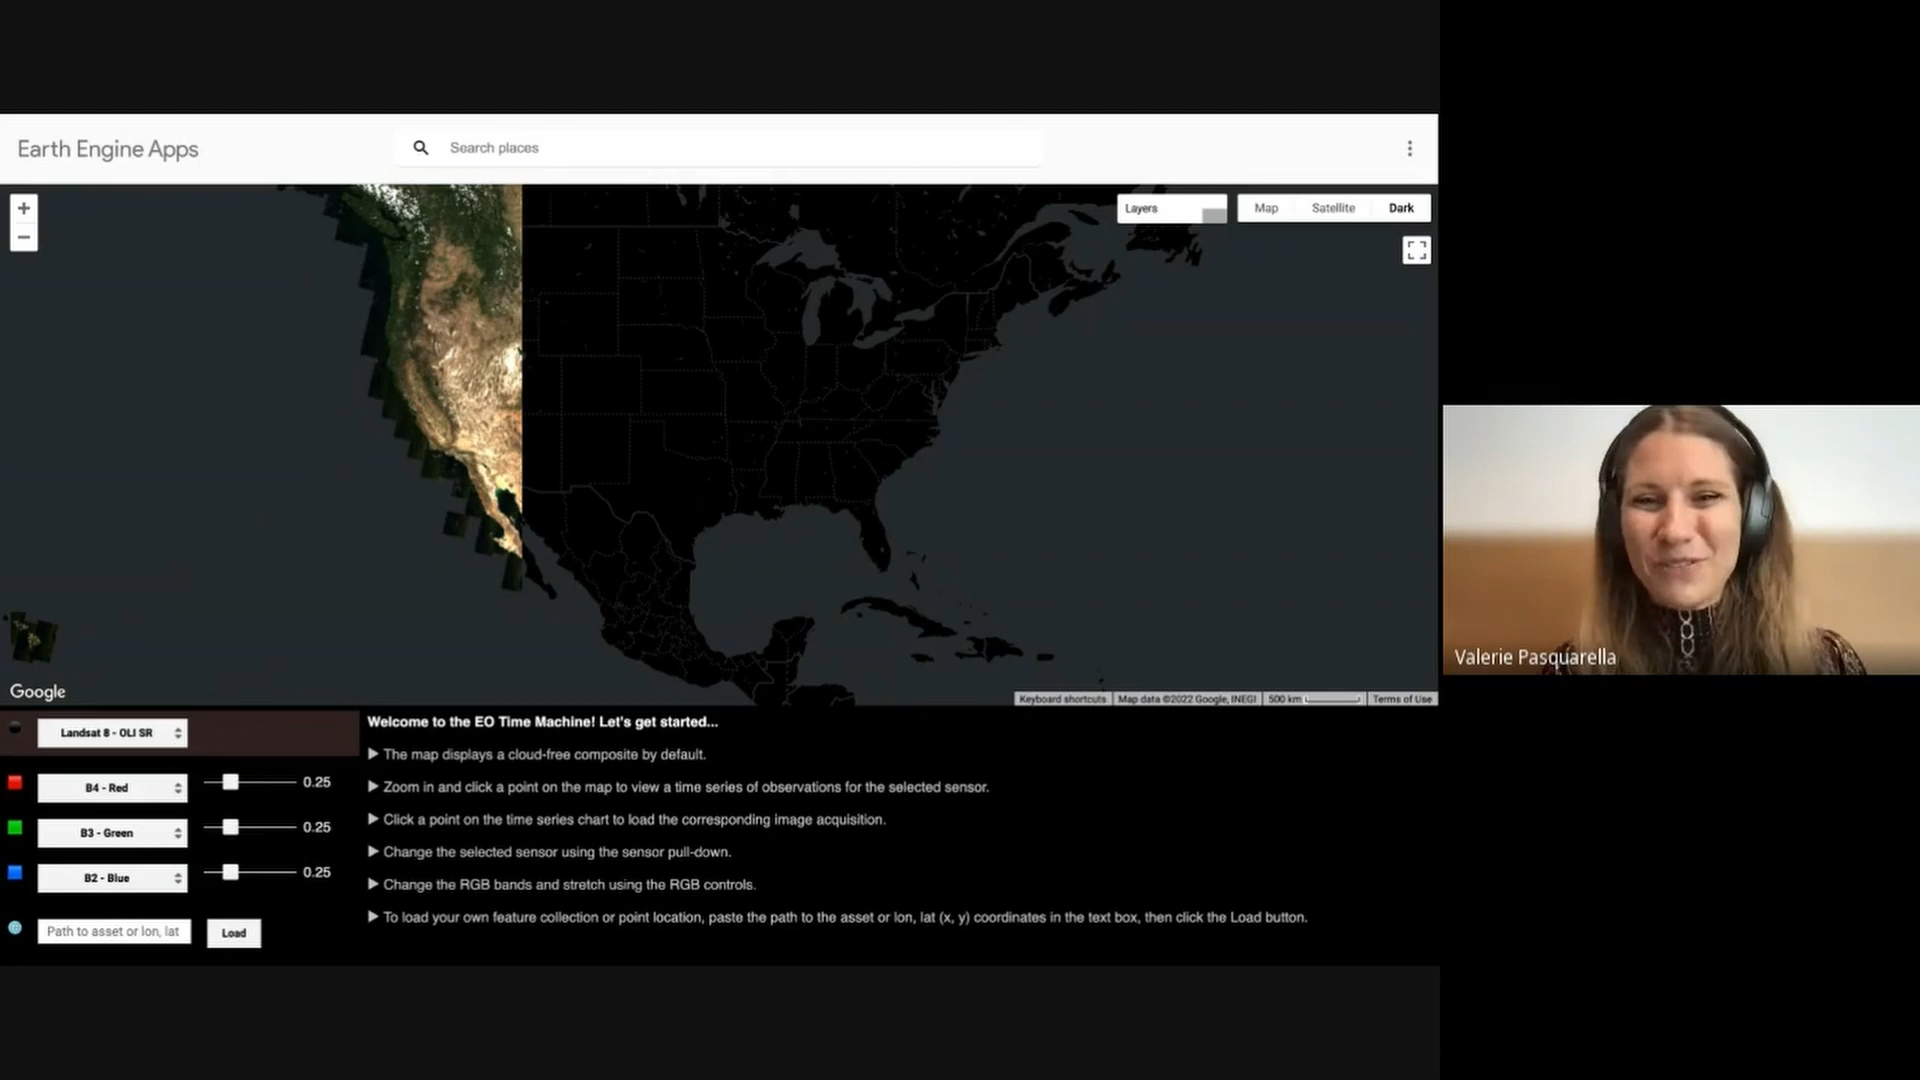 Earth Engine Apps
Search places
+
−
Layers
Map Satellite Dark
Google
Keyboard shortcuts Map data ©2022 Google, INEGI 500 km Terms of Use
Valerie Pasquarella
Landsat 8 - OLI SR
B4 - Red 0.25
B3 - Green 0.25
B2 - Blue 0.25
Path to asset or lon, lat Load
Welcome to the EO Time Machine! Let's get started...
▶ The map displays a cloud-free composite by default.
▶ Zoom in and click a point on the map to view a time series of observations for the selected sensor.
▶ Click a point on the time series chart to load the corresponding image acquisition.
▶ Change the selected sensor using the sensor pull-down.
▶ Change the RGB bands and stretch using the RGB controls.
▶ To load your own feature collection or point location, paste the path to the asset or lon, lat (x, y) coordinates in the text box, then click the Load button.